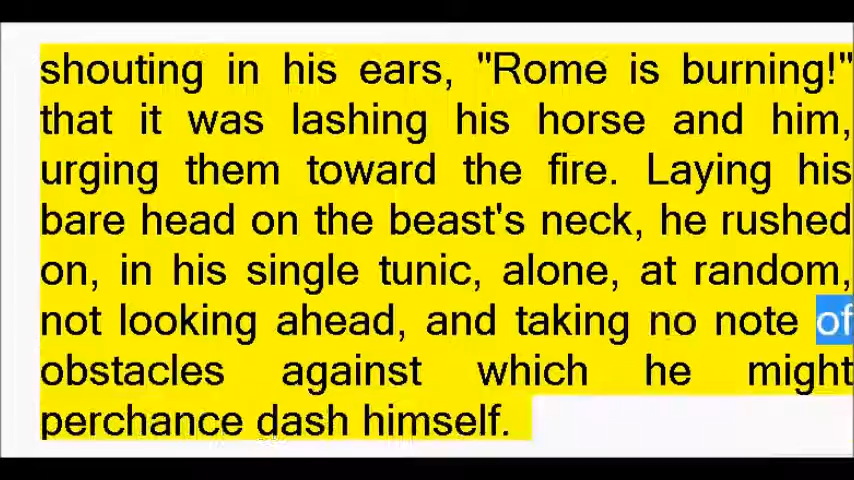 shouting in his ears, "Rome is burning!"
that it was lashing his horse and him,
urging them toward the fire. Laying his
bare head on the beast's neck, he rushed
on, in his single tunic, alone, at random,
not looking ahead, and taking no note of
obstacles against which he might
perchance dash himself.